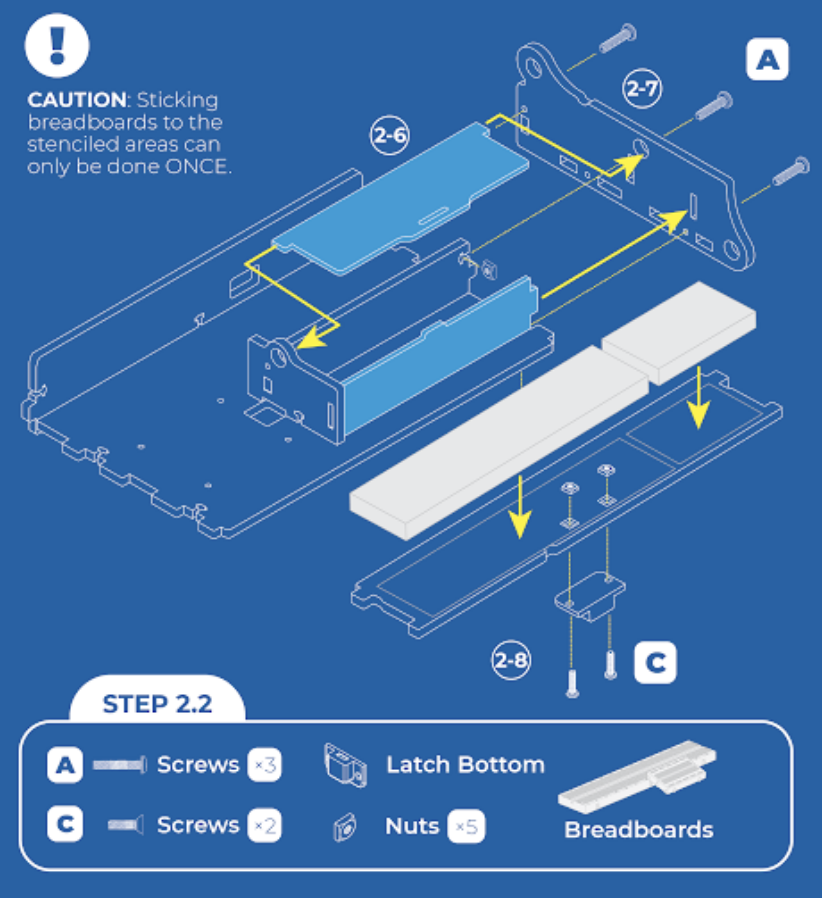 !
CAUTION: Sticking
breadboards to the
stenciled areas can
only be done ONCE.
A
2-7
2-6
2-8
C
STEP 2.2
A Screws ×3
Latch Bottom
C Screws ×2
Nuts ×5
Breadboards